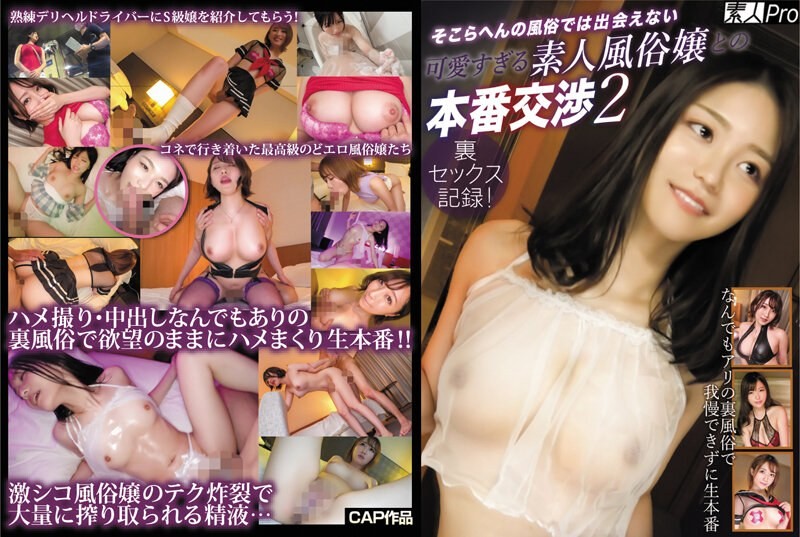 熟練デリヘルドライバーにS級嬢を紹介してもらう!
コネで行き着いた最高級のどエロ風俗嬢たち
ハメ撮り・中出しなんでもありの
裏風俗で欲望のままにハメまくり生本番!!
激シコ風俗嬢のテク炸裂で
大量に搾り取られる精液…
CAP作品
素人Pro
そこらへんの風俗では出会えない
可愛すぎる素人風俗嬢との
本番交渉2
裏
セックス
記録!
なんでもアリの裏風俗で
我慢できずに生本番